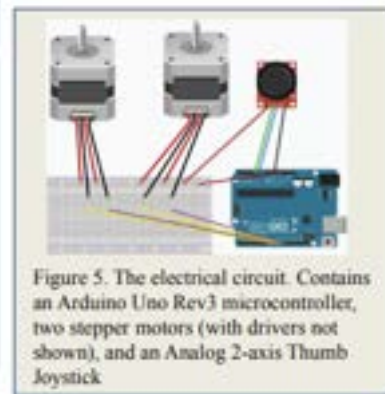 Figure 5. The electrical circuit. Contains
an Arduino Uno Rev3 microcontroller,
two stepper motors (with drivers not
shown), and an Analog 2-axis Thumb
Joystick